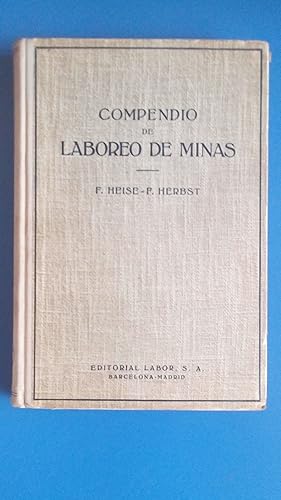 COMPENDIO
DE
LABOREO DE MINAS
F. HEISE - F. HERBST
EDITORIAL LABOR, S. A.
BARCELONA-MADRID